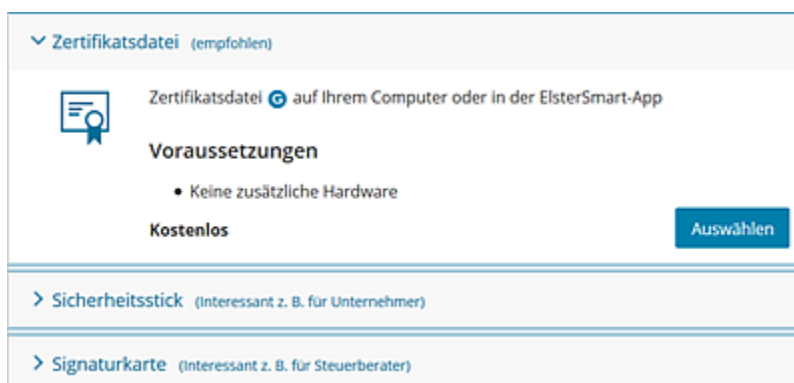 Zertifikatsdatei (empfohlen)
Zertifikatsdatei G auf Ihrem Computer oder in der ElsterSmart-App
Voraussetzungen
• Keine zusätzliche Hardware
Kostenlos
Auswählen
Sicherheitsstick (Interessant z. B. für Unternehmer)
Signaturkarte (Interessant z. B. für Steuerberater)